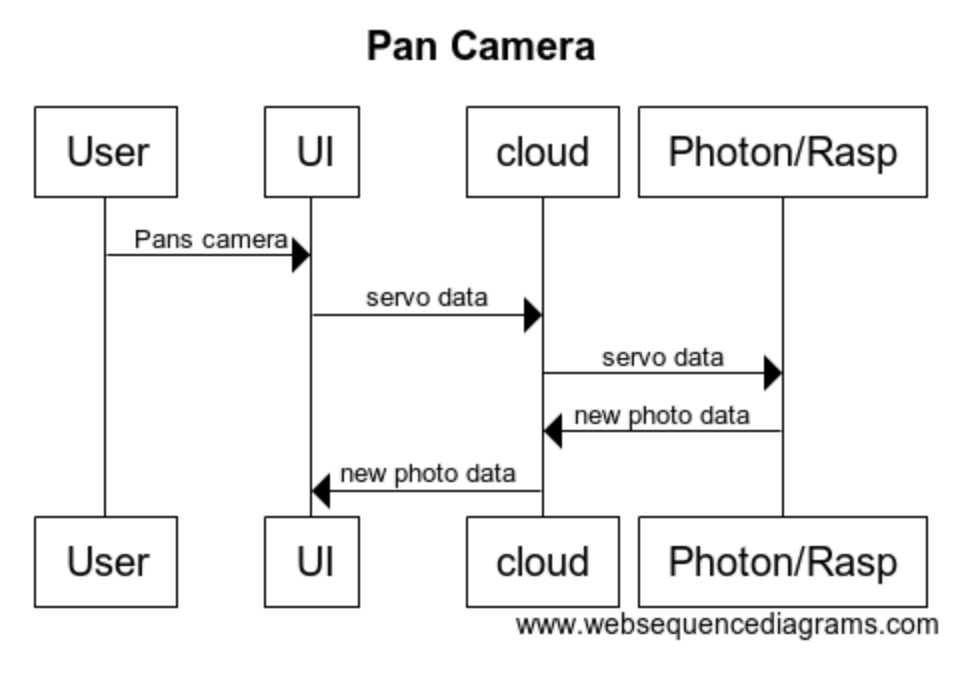 Pan Camera
User UI cloud Photon/Rasp
Pans camera
servo data
servo data
new photo data
new photo data
User UI cloud Photon/Rasp
www.websequencediagrams.com